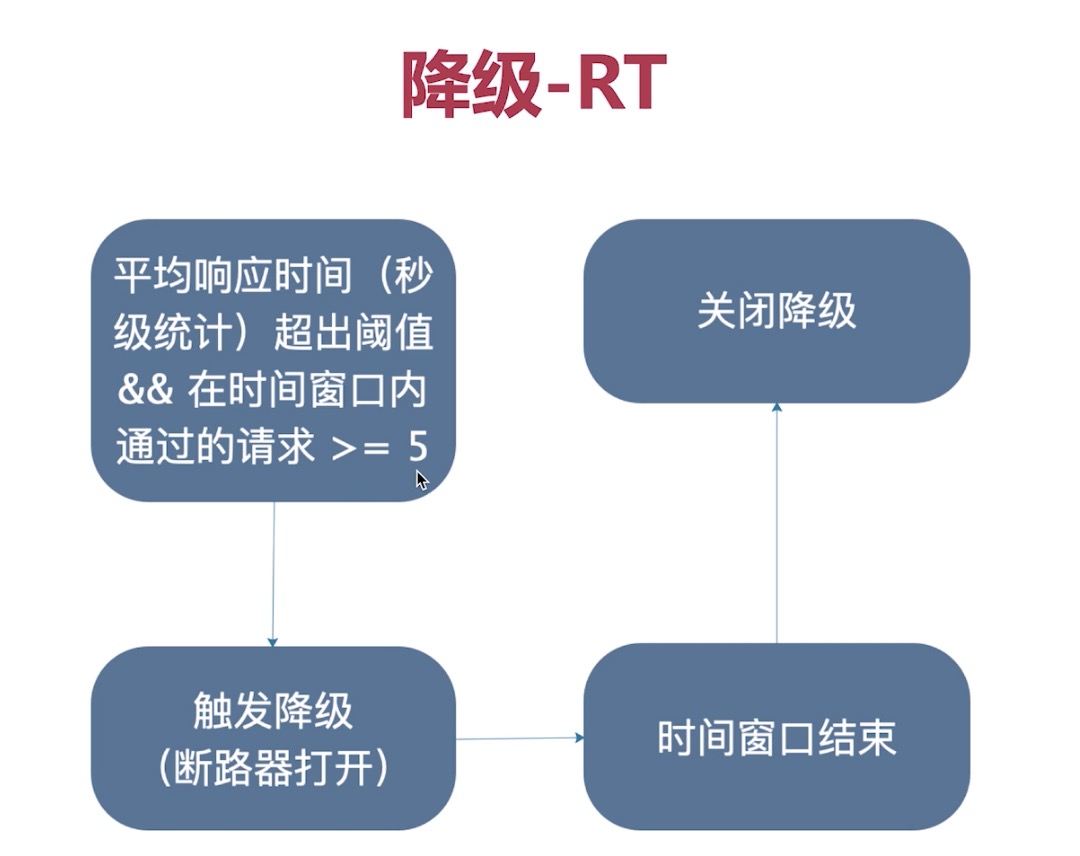 降级-RT
平均响应时间（秒
级统计）超出阈值
&& 在时间窗口内
通过的请求 >= 5
触发降级
(断路器打开)
时间窗口结束
关闭降级